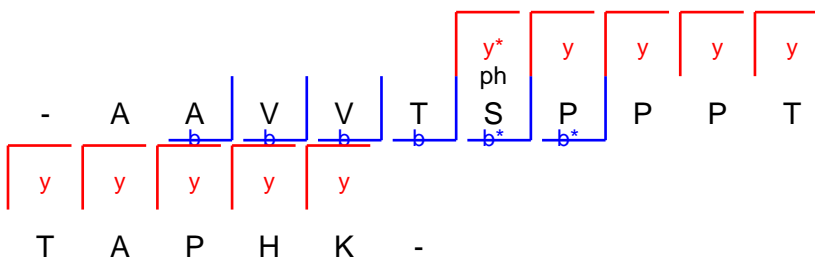 y* y y y y
ph
- A A V V T S P P P T
b b b b b* b*
y y y y y
T A P H K -